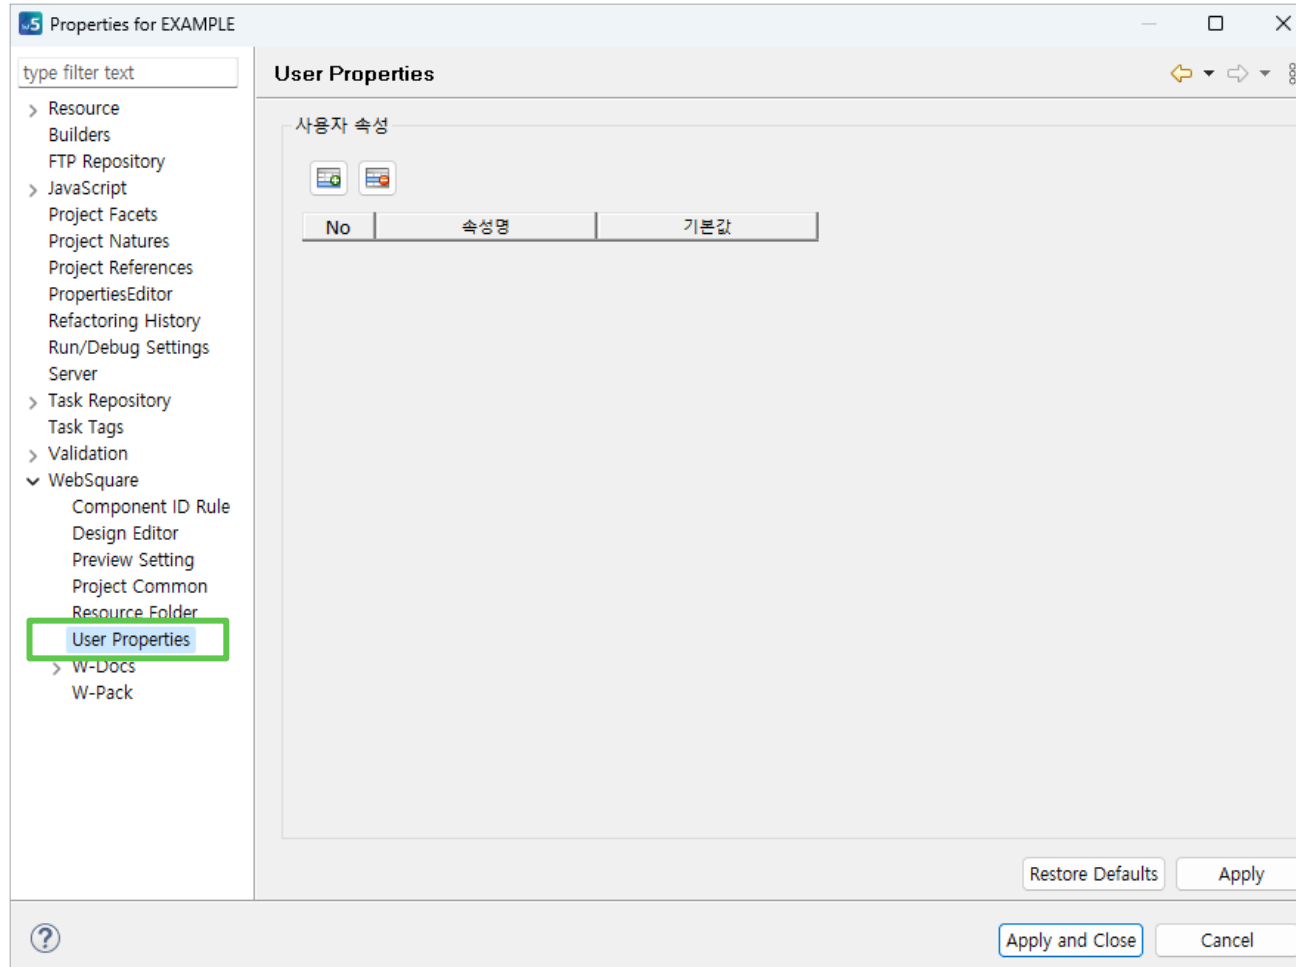 Properties for EXAMPLE
type filter text
User Properties
Resource
Builders
FTP Repository
JavaScript
Project Facets
Project Natures
Project References
PropertiesEditor
Refactoring History
Run/Debug Settings
Server
Task Repository
Task Tags
Validation
WebSquare
Component ID Rule
Design Editor
Preview Setting
Project Common
Resource Folder
User Properties
W-Docs
W-Pack
사용자 속성
No 속성명 기본값
Restore Defaults Apply
Apply and Close Cancel